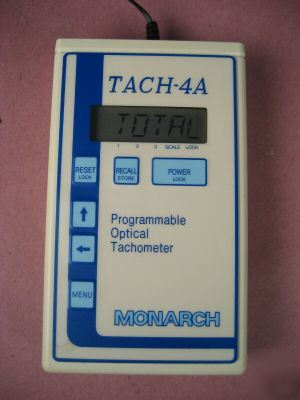 TACH-4A
TOTAL
1 2 3 SCALE LOCK
RESET
LOCK
RECALL
STORE
POWER
LOCK
Programmable
Optical
Tachometer
MENU
MONARCH